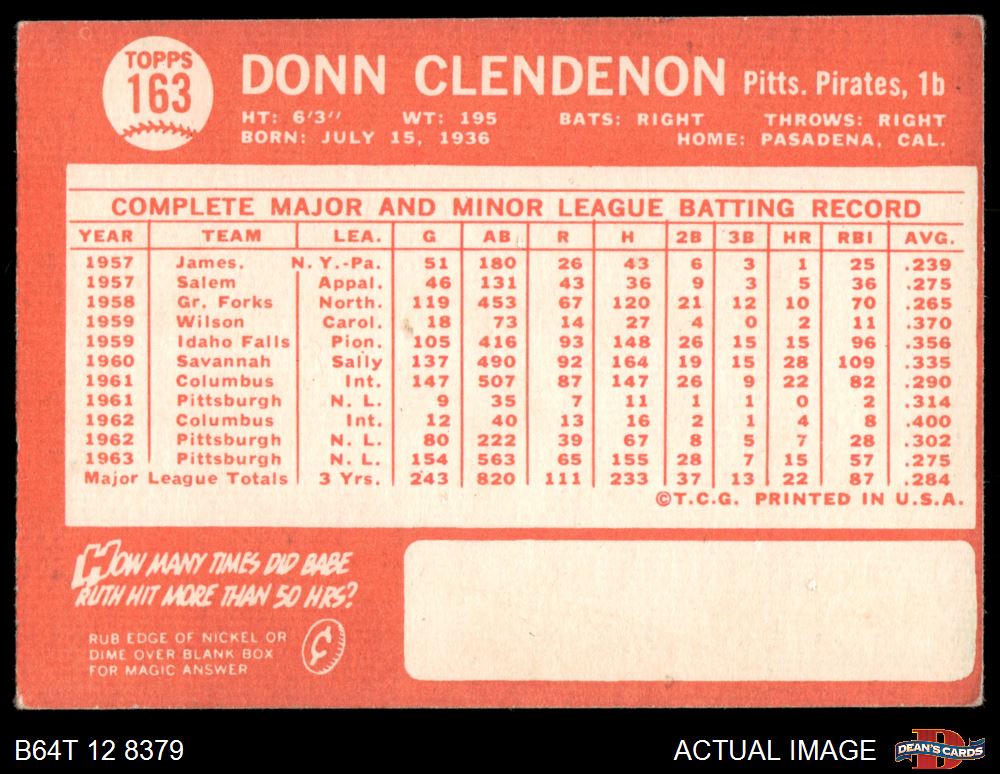 TOPPS
163
DONN CLENDENON Pitts. Pirates, 1b
HT: 6'3" WT: 195 BATS: RIGHT THROWS: RIGHT
BORN: JULY 15, 1936 HOME: PASADENA, CAL.
COMPLETE MAJOR AND MINOR LEAGUE BATTING RECORD
YEAR TEAM LEA. G AB R H 2B 3B HR RBI AVG.
1957 James. N. Y.-Pa. 51 180 26 43 6 3 1 25 .239
1957 Salem Appal. 46 131 43 36 9 3 5 36 .275
1958 Gr. Forks North. 119 453 67 120 21 12 10 70 .265
1959 Wilson Carol. 18 73 14 27 4 0 2 11 .370
1959 Idaho Falls Pion. 105 416 93 148 26 15 15 96 .356
1960 Savannah Sally 137 490 92 164 19 15 28 109 .335
1961 Columbus Int. 147 507 87 147 26 9 22 82 .290
1961 Pittsburgh N. L. 9 35 7 11 1 1 0 2 .314
1962 Columbus Int. 12 40 13 16 2 1 4 8 .400
1962 Pittsburgh N. L. 80 222 39 67 8 5 7 28 .302
1963 Pittsburgh N. L. 154 563 65 155 28 7 15 57 .275
Major League Totals 3 Yrs. 243 820 111 233 37 13 22 87 .284
©T.C.G. PRINTED IN U.S.A.
HOW MANY TIMES DID BABE
RUTH HIT MORE THAN 50 HRS?
RUB EDGE OF NICKEL OR
DIME OVER BLANK BOX
FOR MAGIC ANSWER
¢
B64T 12 8379 ACTUAL IMAGE DEAN'S CARDS